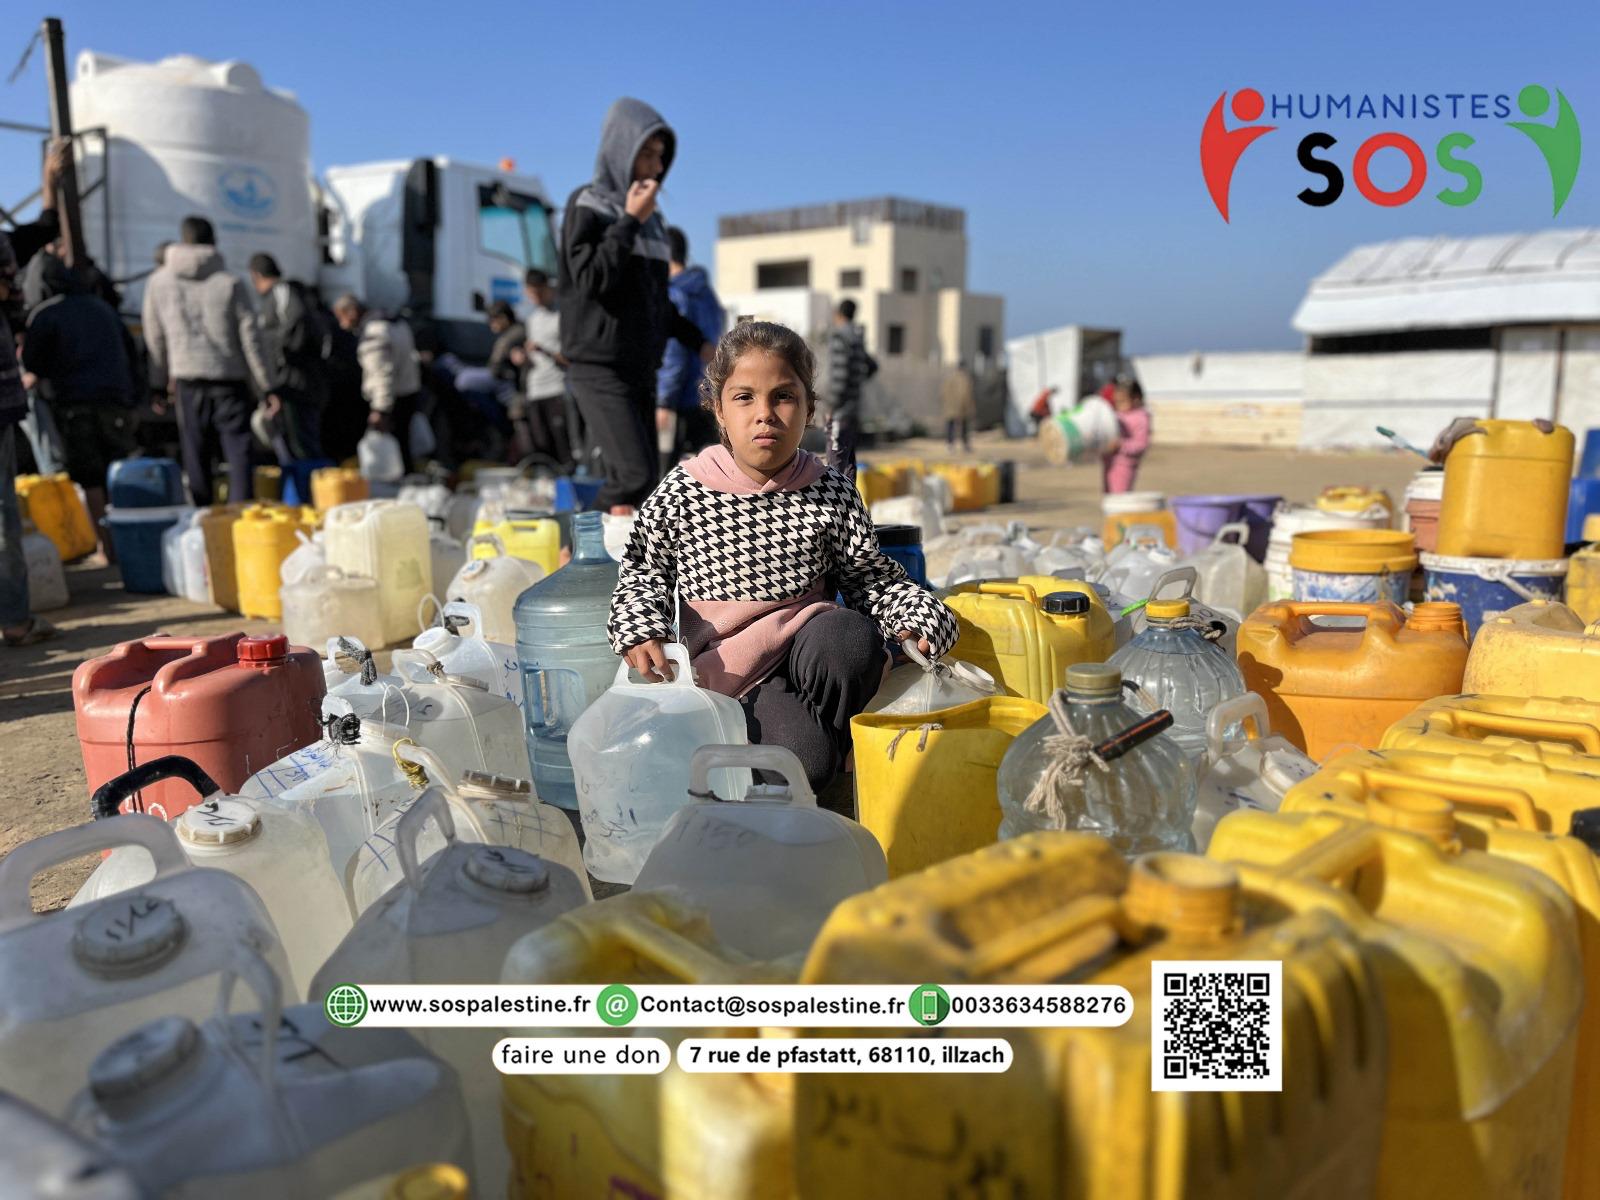 HUMANISTES
SOS
www.sospalestine.fr
Contact@sospalestine.fr
0033634588276
faire une don
7 rue de pfastatt, 68110, illzach